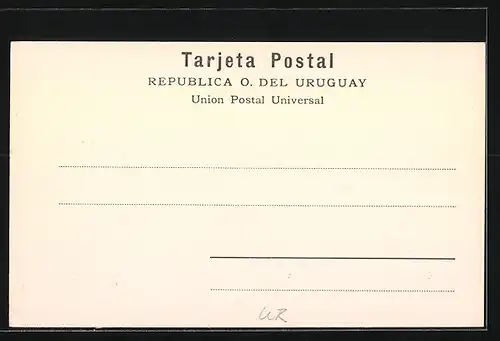 Tarjeta Postal
REPUBLICA O. DEL URUGUAY
Union Postal Universal
UR